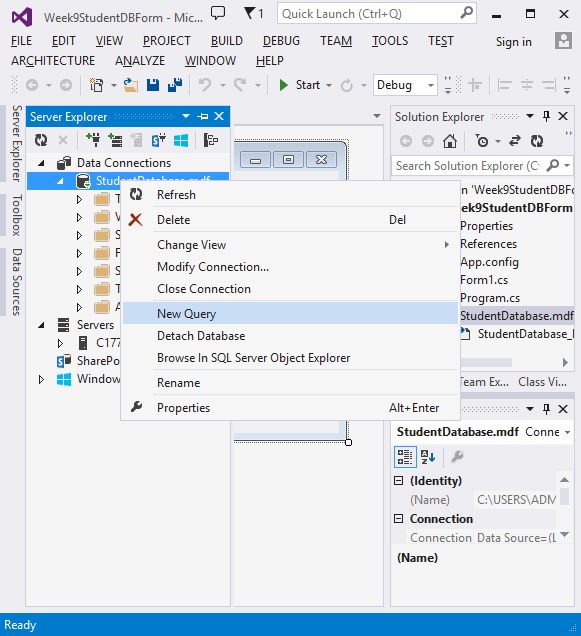 Week9StudentDBForm - Mic...
1
Quick Launch (Ctrl+Q)
FILE EDIT VIEW PROJECT BUILD DEBUG TEAM TOOLS TEST Sign in
ARCHITECTURE ANALYZE WINDOW HELP
Start Debug
Server Explorer
Toolbox
Data Sources
Server Explorer
Data Connections
StudentDatabase.mdf
T
V
S
F
S
T
A
Servers
C177
SharePo
Window
Refresh
Delete Del
Change View
Modify Connection...
Close Connection
New Query
Detach Database
Browse In SQL Server Object Explorer
Rename
Properties Alt+Enter
Solution Explorer
Search Solution Explorer (C
n 'Week9StudentDBFo
ek9StudentDBForm
Properties
References
App.config
Form1.cs
Program.cs
StudentDatabase.mdf
StudentDatabase_l
Team Ex... Class Vi...
StudentDatabase.mdf Conne
(Identity)
(Name) C:\USERS\ADM
Connection
Connection Data Source=(L
(Name)
Ready